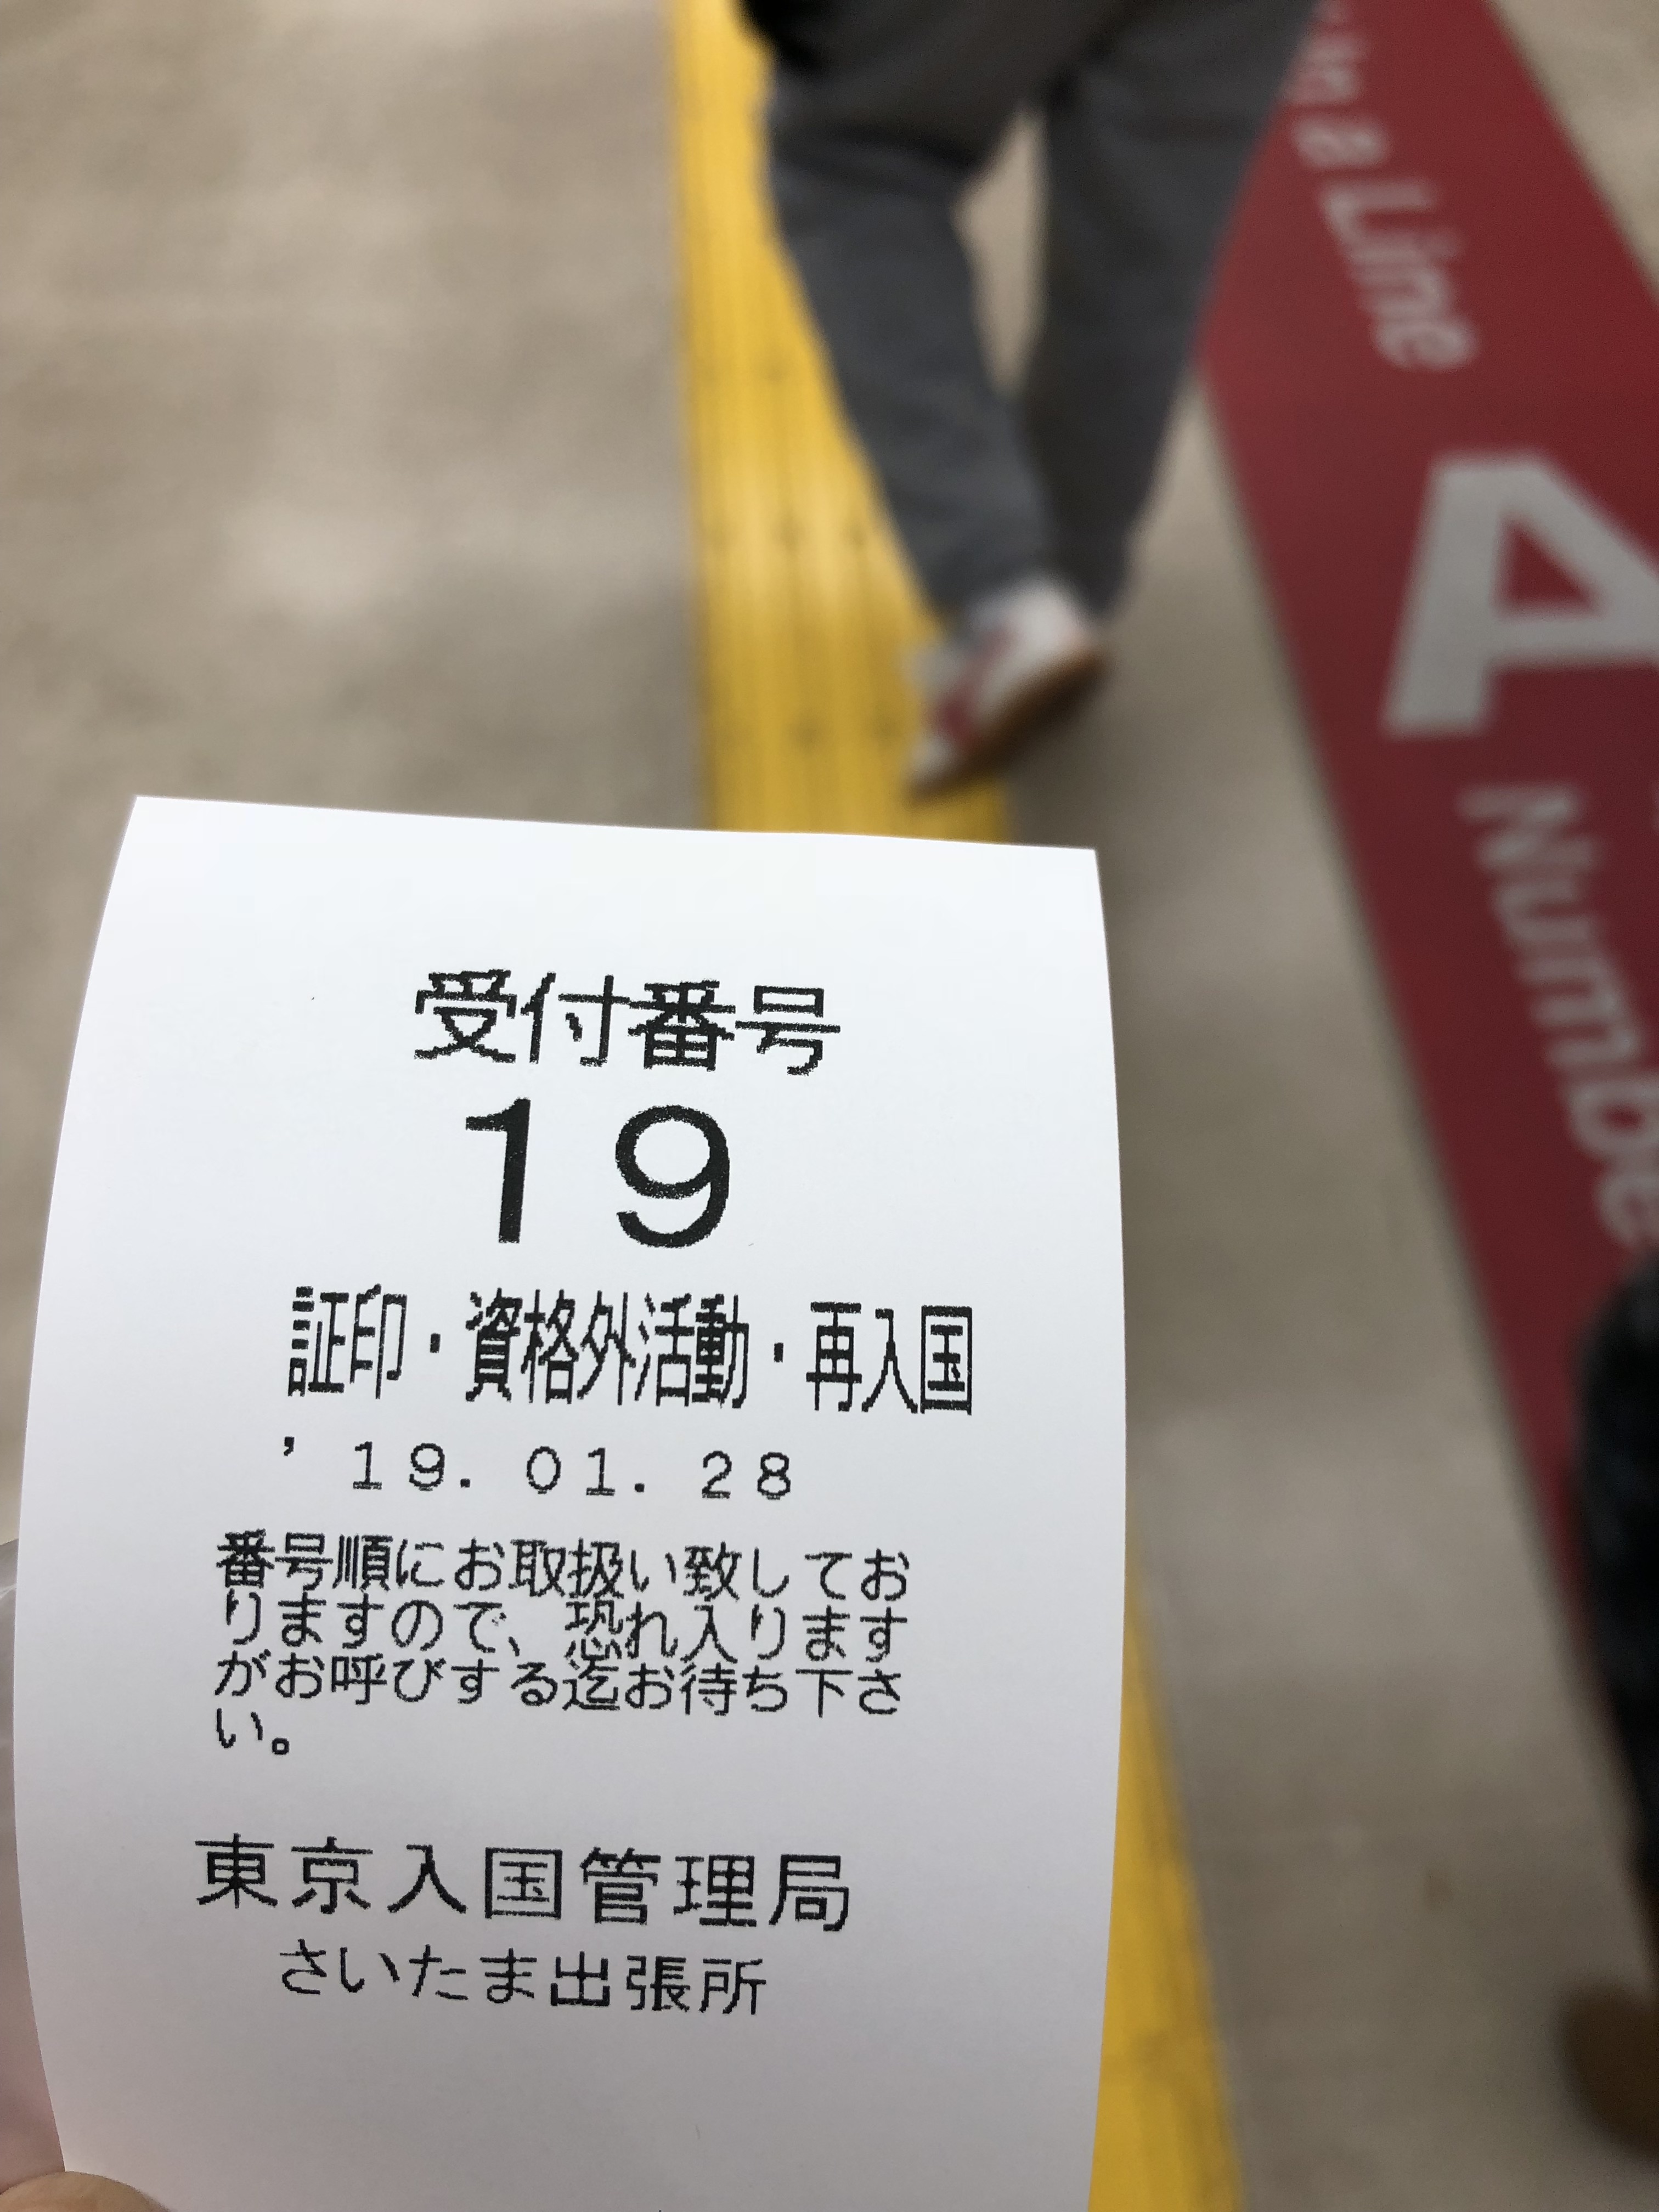 in a Line
A
Numbe
受付番号
19
証印・資格外活動・再入国
'19.01.28
番号順にお取扱い致してお
りますので、恐れ入ります
がお呼びする迄お待ち下さ
い。
東京入国管理局
さいたま出張所